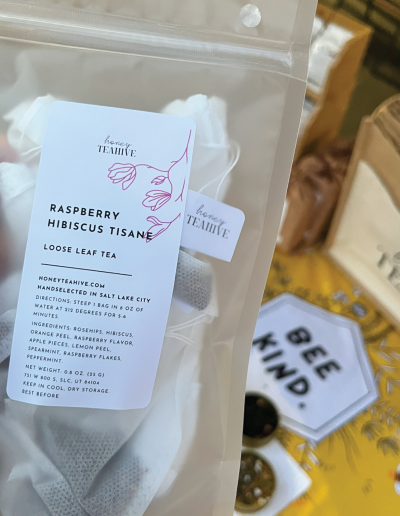 honey
TEAHIVE
RASPBERRY
HIBISCUS TISANE
LOOSE LEAF TEA
HONEYTEAHIVE.COM
HANDSELECTED IN SALT LAKE CITY
DIRECTIONS: STEEP 1 BAG IN 8 OZ OF
WATER AT 212 DEGREES FOR 5-6
MINUTES.
INGREDIENTS: ROSEHIPS, HIBISCUS,
ORANGE PEEL, RASPBERRY FLAVOR,
APPLE PIECES, LEMON PEEL,
SPEARMINT, RASPBERRY FLAKES,
PEPPERMINT.
NET WEIGHT: 0.8 OZ. (25 G)
751 W 800 S, SLC, UT 84104
KEEP IN COOL, DRY STORAGE.
BEST BEFORE
honey
TEAHIVE
BEE
KIND.